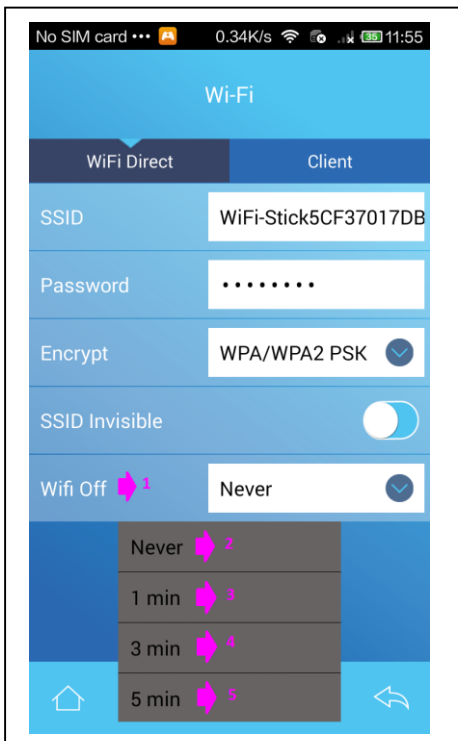 No SIM card ••• 0.34K/s 35 11:55
Wi-Fi
WiFi Direct Client
SSID WiFi-Stick5CF37017DB
Password ••••••••
Encrypt WPA/WPA2 PSK
SSID Invisible
Wifi Off 1 Never
Never 2
1 min 3
3 min 4
5 min 5